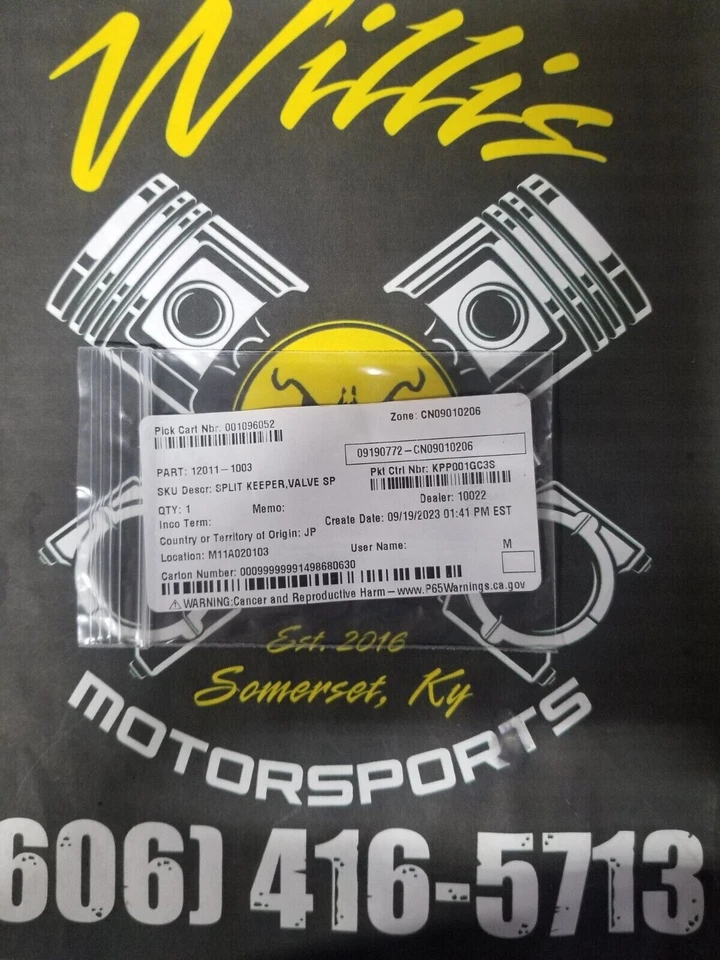 Willis
Pick Cart Nbr: 001096052
Zone: CN09010206
09190772-CN09010206
PART: 12011-1003
Pkt Ctrl Nbr: KPP001GC3S
SKU Descr: SPLIT KEEPER,VALVE SP
QTY: 1 Memo:
Dealer: 10022
Inco Term:
Create Date: 09/19/2023 01:41 PM EST
Country or Territory of Origin: JP
Location: M11A020103
User Name:
M
Carton Number: 00099999991498680630
⚠ WARNING:Cancer and Reproductive Harm-www.P65Warnings.ca.gov
Est. 2016
Somerset, Ky
MOTORSPORTS
606) 416-5713